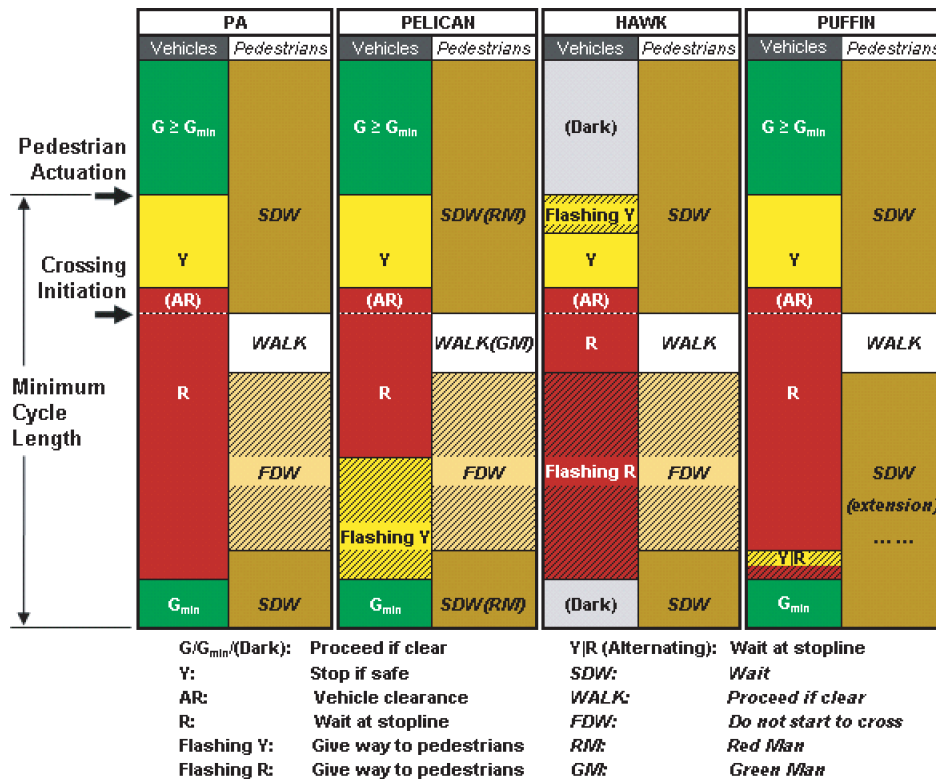 PA PELICAN HAWK PUFFIN
Vehicles Pedestrians Vehicles Pedestrians Vehicles Pedestrians Vehicles Pedestrians
G ≥ Gmin G ≥ Gmin (Dark) G ≥ Gmin
Pedestrian
Actuation
SDW SDW(RM) Flashing Y SDW SDW
Y Y Y Y
Crossing
Initiation
(AR) (AR) (AR) (AR)
WALK WALK(GM) R WALK WALK
Minimum
Cycle
Length
R R R
FDW FDW Flashing R FDW SDW
(extension)
Flashing Y ... ...
Y|R
Gmin SDW Gmin SDW(RM) (Dark) SDW Gmin
G/Gmin/(Dark): Proceed if clear Y|R (Alternating): Wait at stopline
Y: Stop if safe SDW: Wait
AR: Vehicle clearance WALK: Proceed if clear
R: Wait at stopline FDW: Do not start to cross
Flashing Y: Give way to pedestrians RM: Red Man
Flashing R: Give way to pedestrians GM: Green Man